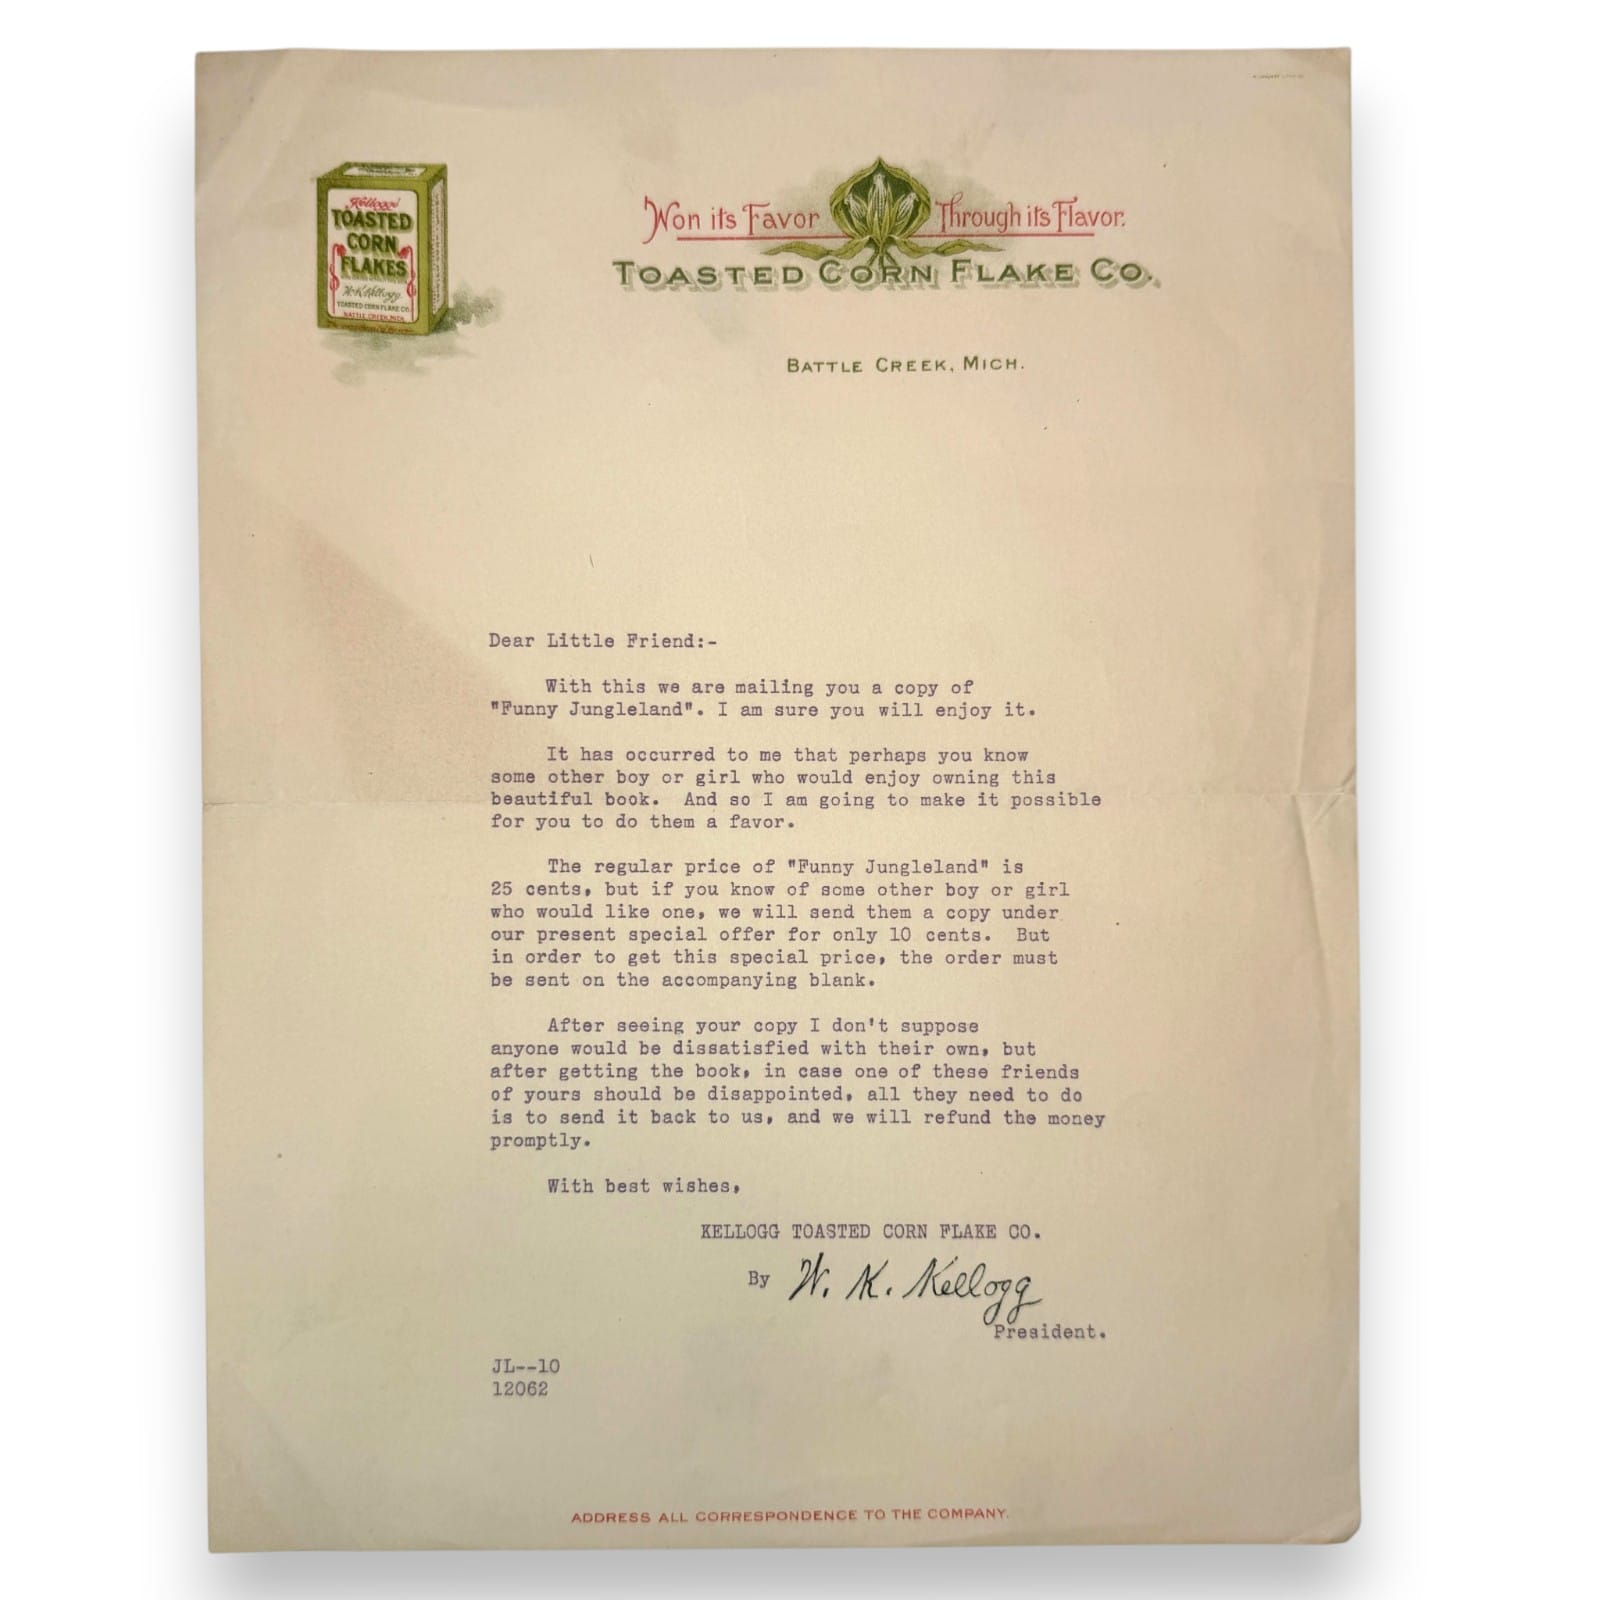 Kellogg's
TOASTED
CORN
FLAKES
W.K.Kellogg
TOASTED CORN FLAKE CO.
BATTLE CREEK, MICH.
Won its Favor Through its Flavor.
TOASTED CORN FLAKE CO.
BATTLE CREEK, MICH.
Dear Little Friend:-
With this we are mailing you a copy of
"Funny Jungleland". I am sure you will enjoy it.
It has occurred to me that perhaps you know
some other boy or girl who would enjoy owning this
beautiful book. And so I am going to make it possible
for you to do them a favor.
The regular price of "Funny Jungleland" is
25 cents, but if you know of some other boy or girl
who would like one, we will send them a copy under
our present special offer for only 10 cents. But
in order to get this special price, the order must
be sent on the accompanying blank.
After seeing your copy I don't suppose
anyone would be dissatisfied with their own, but
after getting the book, in case one of these friends
of yours should be disappointed, all they need to do
is to send it back to us, and we will refund the money
promptly.
With best wishes,
KELLOGG TOASTED CORN FLAKE CO.
By W. K. Kellogg
President.
JL--10
12062
ADDRESS ALL CORRESPONDENCE TO THE COMPANY.